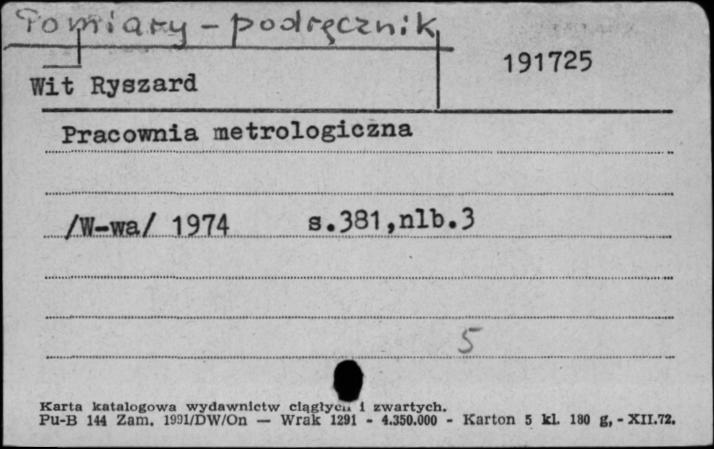 Pomiary - podręcznik
191725
Wit Ryszard
Pracownia metrologiczna
/W-wa/ 1974 s.381,nlb.3
5
Karta katalogowa wydawnictw ciągłych i zwartych.
Pu-B 144 Zam. 1991/DW/On — Wrak 1291 - 4.350.000 - Karton 5 kl. 180 g, - XII.72.